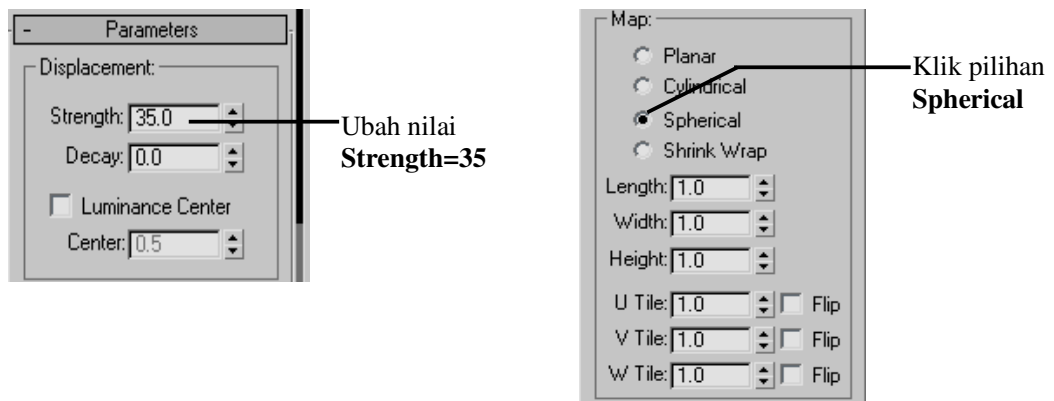 - Parameters
Displacement:
Strength: 35.0
Decay: 0.0
Luminance Center
Center: 0.5
Ubah nilai
Strength=35
Map:
Planar
Cylindrical
Spherical
Shrink Wrap
Length: 1.0
Width: 1.0
Height: 1.0
U Tile: 1.0 Flip
V Tile: 1.0 Flip
W Tile: 1.0 Flip
Klik pilihan
Spherical